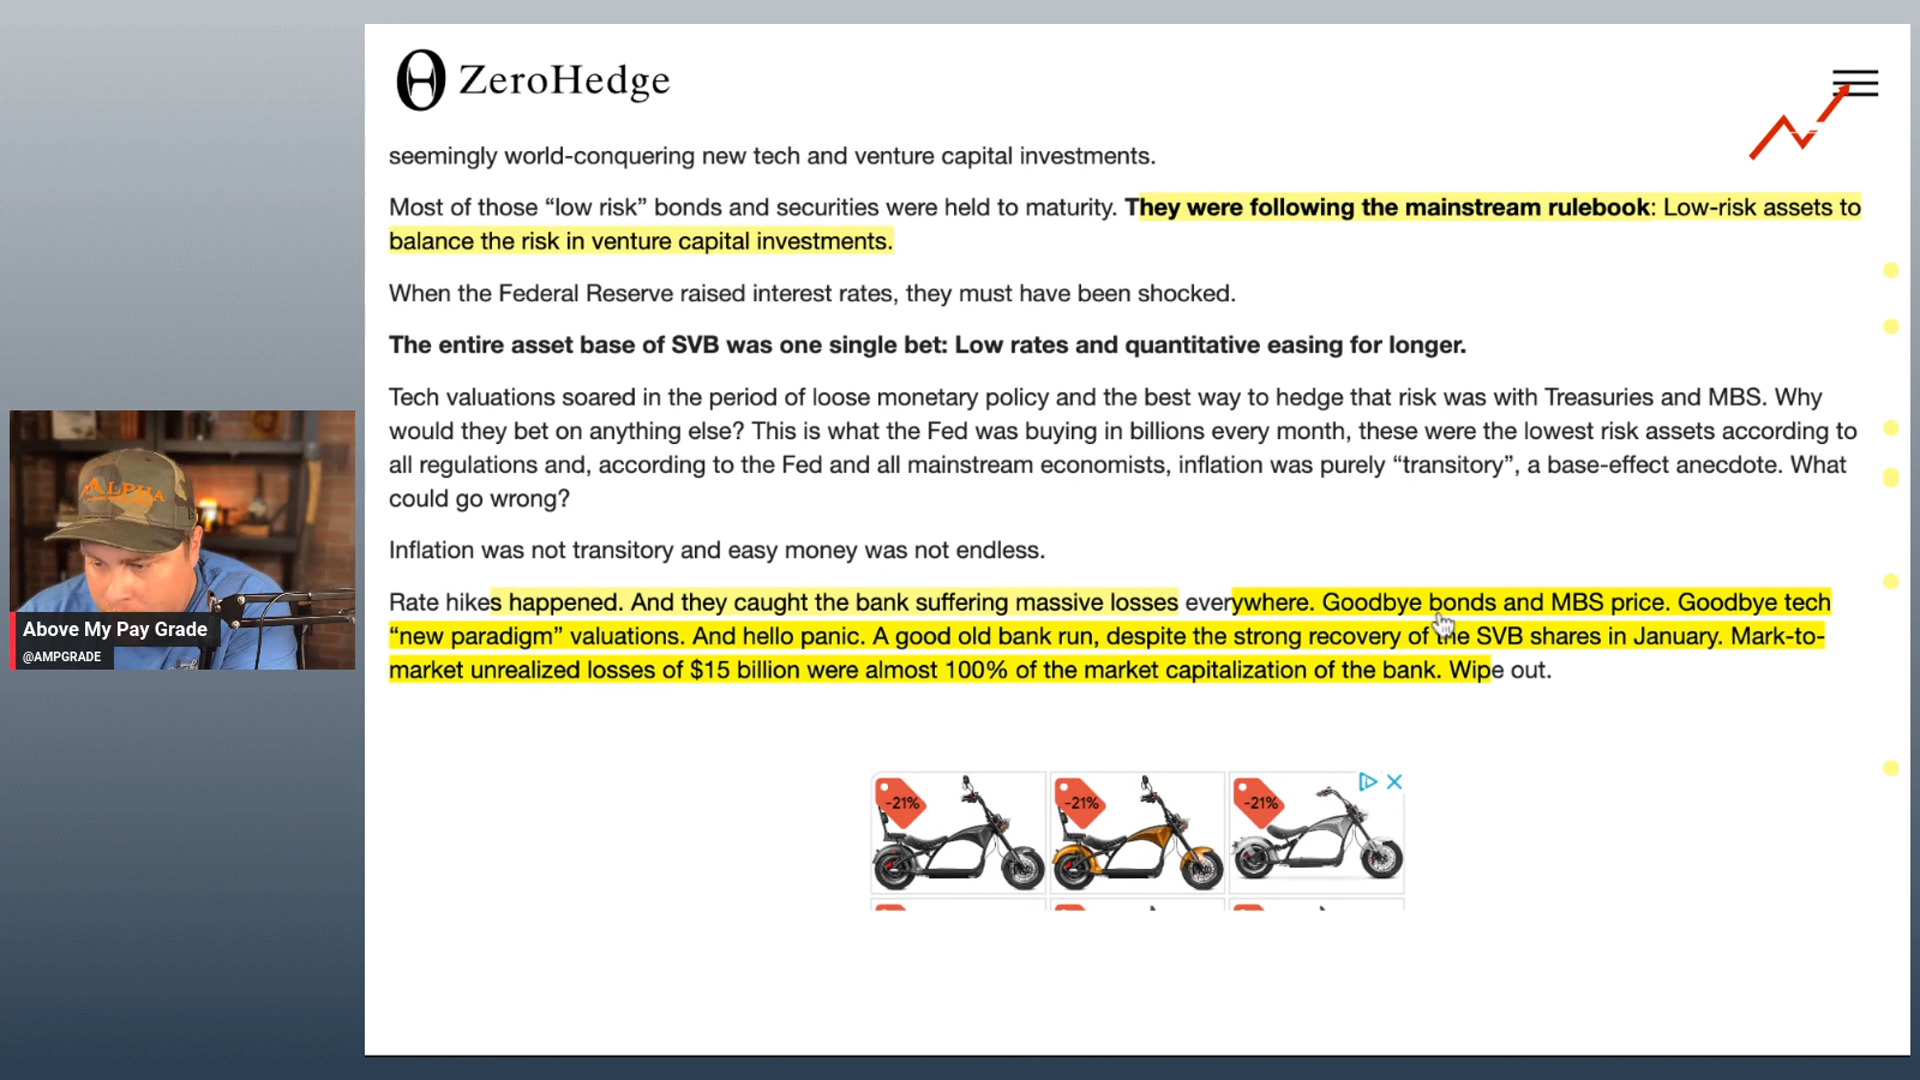 ZeroHedge
seemingly world-conquering new tech and venture capital investments.
Most of those “low risk” bonds and securities were held to maturity. They were following the mainstream rulebook: Low-risk assets to
balance the risk in venture capital investments.
When the Federal Reserve raised interest rates, they must have been shocked.
The entire asset base of SVB was one single bet: Low rates and quantitative easing for longer.
Tech valuations soared in the period of loose monetary policy and the best way to hedge that risk was with Treasuries and MBS. Why
would they bet on anything else? This is what the Fed was buying in billions every month, these were the lowest risk assets according to
all regulations and, according to the Fed and all mainstream economists, inflation was purely “transitory”, a base-effect anecdote. What
could go wrong?
Inflation was not transitory and easy money was not endless.
Rate hikes happened. And they caught the bank suffering massive losses everywhere. Goodbye bonds and MBS price. Goodbye tech
“new paradigm” valuations. And hello panic. A good old bank run, despite the strong recovery of the SVB shares in January. Mark-to-
market unrealized losses of $15 billion were almost 100% of the market capitalization of the bank. Wipe out.
ALPHA
Above My Pay Grade
@AMPGRADE
-21%
-21%
-21%